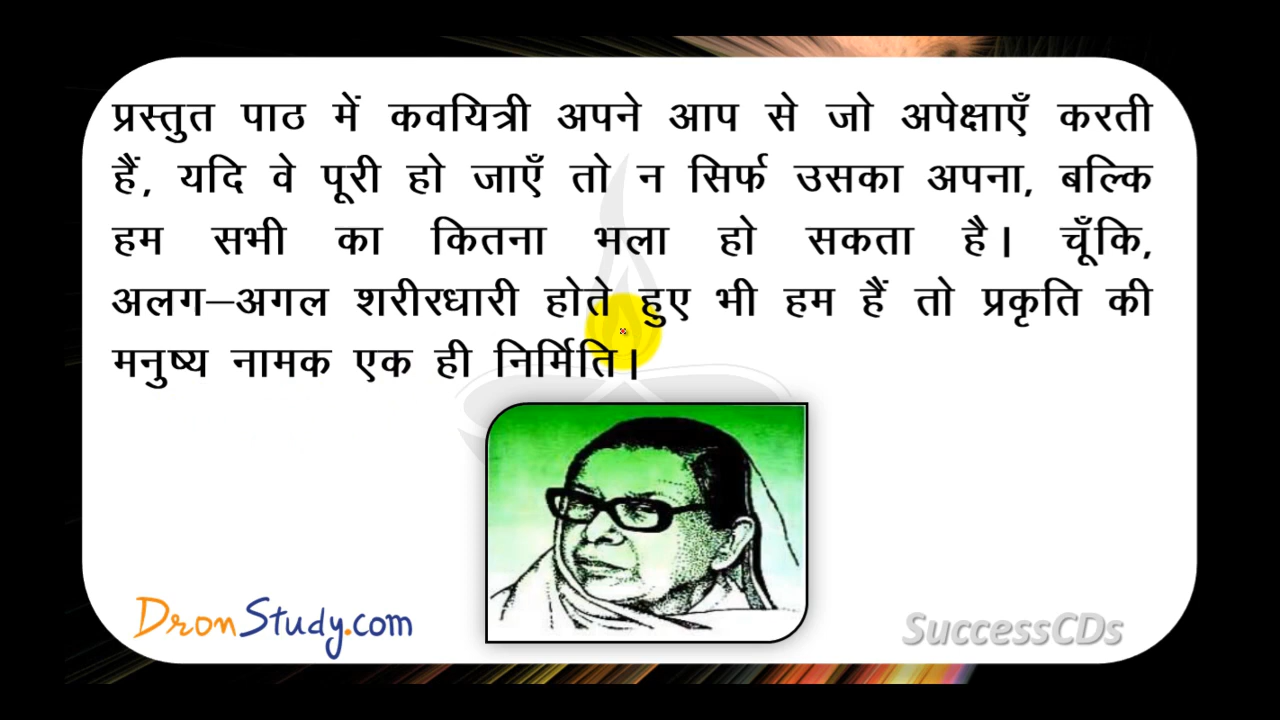 प्रस्तुत पाठ में कवयित्री अपने आप से जो अपेक्षाएँ करती
हैं, यदि वे पूरी हो जाएँ तो न सिर्फ उसका अपना, बल्कि
हम सभी का कितना भला हो सकता है। चूँकि,
अलग–अगल शरीरधारी होते हुए भी हम हैं तो प्रकृति की
मनुष्य नामक एक ही निर्मिति।
DronStudy.com
SuccessCDs